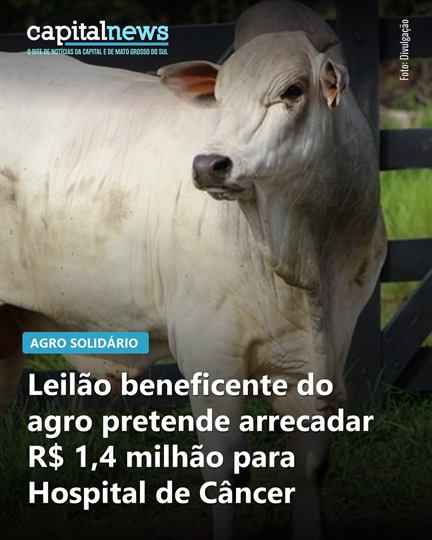 capitalnews
O SITE DE NOTÍCIAS DA CAPITAL E DE MATO GROSSO DO SUL
Foto: Divulgação
AGRO SOLIDÁRIO
Leilão beneficente do
agro pretende arrecadar
R$ 1,4 milhão para
Hospital de Câncer